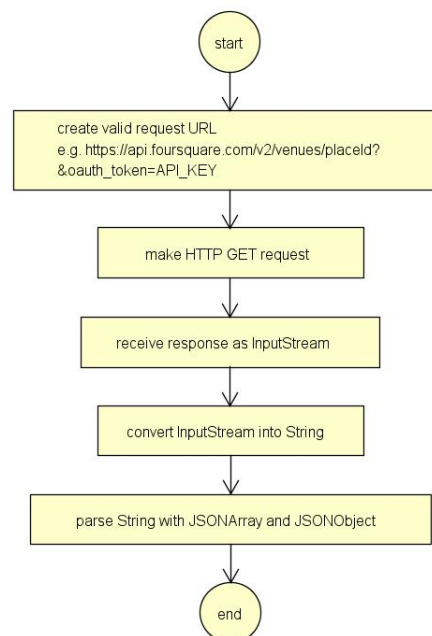 start
create valid request URL
e.g. https://api.foursquare.com/v2/venues/placeId?
&oauth_token=API_KEY
make HTTP GET request
receive response as InputStream
convert InputStream into String
parse String with JSONArray and JSONObject
end